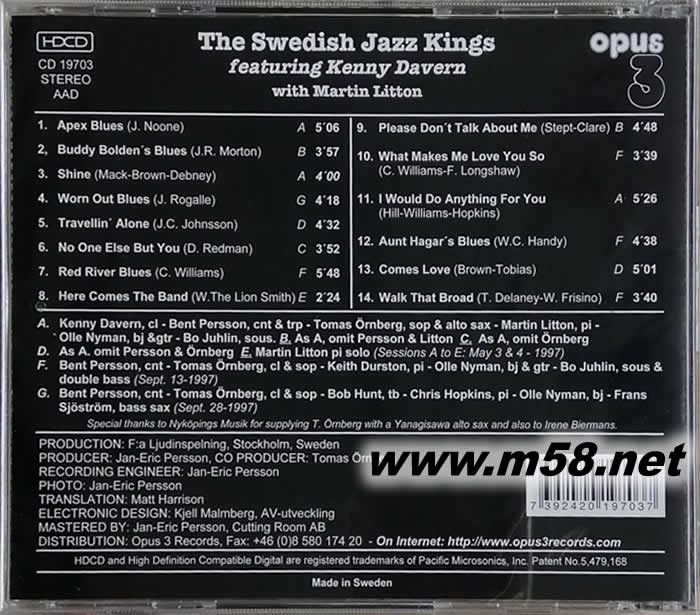 HDCD
CD 19703
STEREO
AAD
The Swedish Jazz Kings
featuring Kenny Davern
with Martin Litton
opus
3
1. Apex Blues (J. Noone) A 5´06
2, Buddy Bolden´s Blues (J.R. Morton) B 3´57
3. Shine (Mack-Brown-Debney) A 4´00
4. Worn Out Blues (J. Rogalle) G 4´18
5. Travellin´ Alone (J.C. Johnsson) D 4´32
6. No One Else But You (D. Redman) C 3´52
7. Red River Blues (C. Williams) F 5´48
8. Here Comes The Band (W.The Lion Smith) E 2´24
9. Please Don´t Talk About Me (Stept-Clare) B 4´48
10. What Makes Me Love You So F 3´39
(C. Williams-F. Longshaw)
11. I Would Do Anything For You A 5´26
(Hill-Williams-Hopkins)
12. Aunt Hagar´s Blues (W.C. Handy) F 4´38
13. Comes Love (Brown-Tobias) D 5´01
14. Walk That Broad (T. Delaney-W. Frisino) F 3´40
A. Kenny Davern, cl - Bent Persson, cnt & trp - Tomas Örnberg, sop & alto sax - Martin Litton, pi -
Olle Nyman, bj &gtr - Bo Juhlin, sous. B. As A, omit Persson & Litton C. As A, omit Örnberg
D. As A. omit Persson & Örnberg E. Martin Litton pi solo (Sessions A to E: May 3 & 4 - 1997)
F. Bent Persson, cnt - Tomas Örnberg, cl & sop - Keith Durston, pi - Olle Nyman, bj & gtr - Bo Juhlin, sous &
double bass (Sept. 13-1997)
G. Bent Persson, cnt - Tomas Örnberg, cl & sop - Bob Hunt, tb - Chris Hopkins, pi - Olle Nyman, bj - Frans
Sjöström, bass sax (Sept. 28-1997)
Special thanks to Nyköpings Musik for supplying T. Örnberg with a Yanagisawa alto sax and also to Irene Biermans.
PRODUCTION: F:a Ljudinspelning, Stockholm, Sweden
PRODUCER: Jan-Eric Persson, CO PRODUCER: Tomas Örn
RECORDING ENGINEER: Jan-Eric Persson
PHOTO: Jan-Eric Persson
TRANSLATION: Matt Harrison
ELECTRONIC DESIGN: Kjell Malmberg, AV-utveckling
MASTERED BY: Jan-Eric Persson, Cutting Room AB
DISTRIBUTION: Opus 3 Records, Fax: +46 (0)8 580 174 20 - On Internet: http://www.opus3records.com
www.m58.net
7 392420 197037
HDCD and High Definition Compatible Digital are registered trademarks of Pacific Microsonics, Inc. Patent No.5,479,168
Made in Sweden